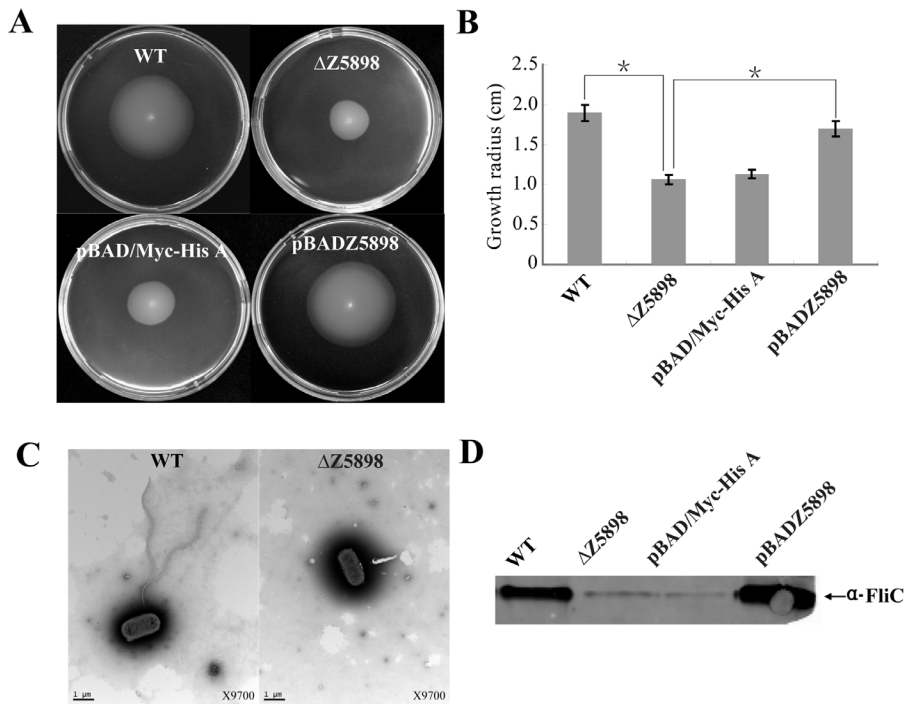 A
WT
ΔZ5898
pBAD/Myc-His A
pBADZ5898
B
*
*
Growth radius (cm)
2.5
2.0
1.5
1.0
0.5
0
WT
ΔZ5898
pBAD/Myc-His A
pBADZ5898
C
WT
ΔZ5898
1 μm
X9700
1 μm
X9700
D
WT
ΔZ5898
pBAD/Myc-His A
pBADZ5898
←α-FliC